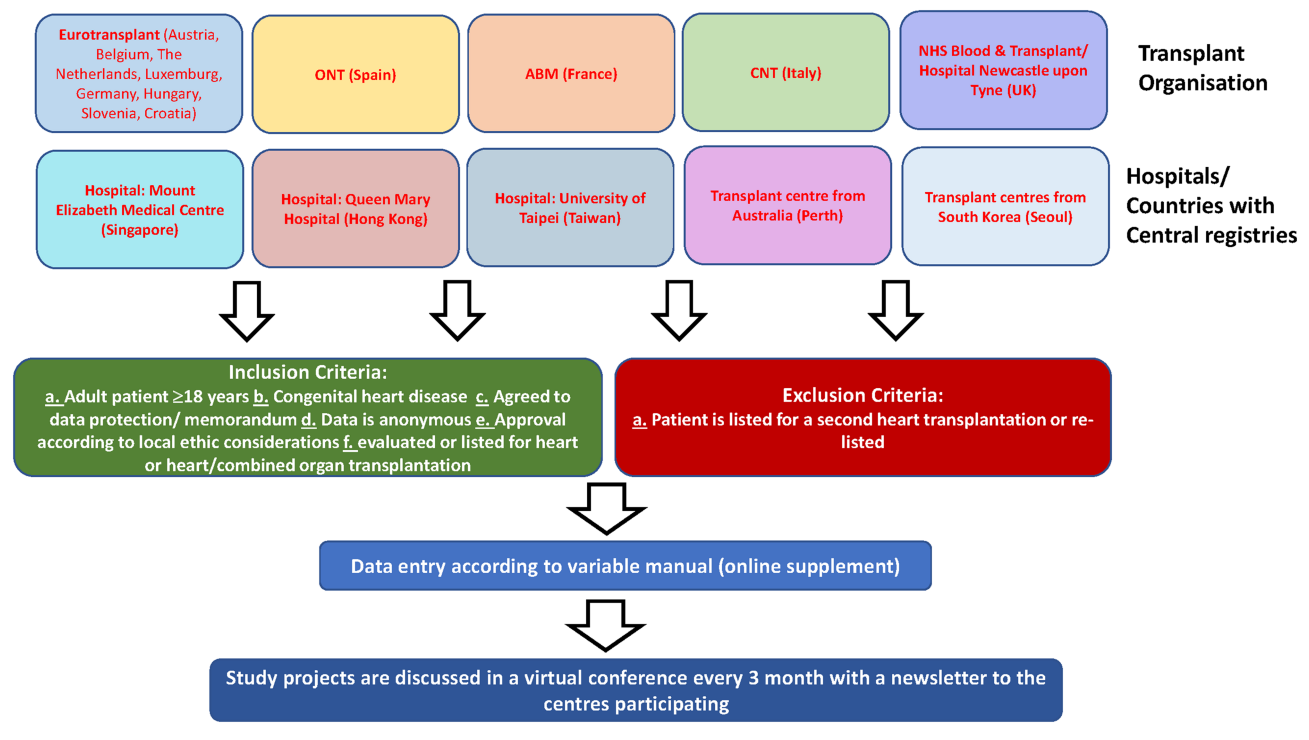 Eurotransplant (Austria,
Belgium, The
Netherlands, Luxemburg,
Germany, Hungary,
Slovenia, Croatia)
ONT (Spain)
ABM (France)
CNT (Italy)
NHS Blood & Transplant/
Hospital Newcastle upon
Tyne (UK)
Transplant
Organisation
Hospital: Mount
Elizabeth Medical Centre
(Singapore)
Hospital: Queen Mary
Hospital (Hong Kong)
Hospital: University of
Taipei (Taiwan)
Transplant centre from
Australia (Perth)
Transplant centres from
South Korea (Seoul)
Hospitals/
Countries with
Central registries
Inclusion Criteria:
a. Adult patient ≥18 years b. Congenital heart disease c. Agreed to
data protection/ memorandum d. Data is anonymous e. Approval
according to local ethic considerations f. evaluated or listed for heart
or heart/combined organ transplantation
Exclusion Criteria:
a. Patient is listed for a second heart transplantation or re-
listed
Data entry according to variable manual (online supplement)
Study projects are discussed in a virtual conference every 3 month with a newsletter to the
centres participating